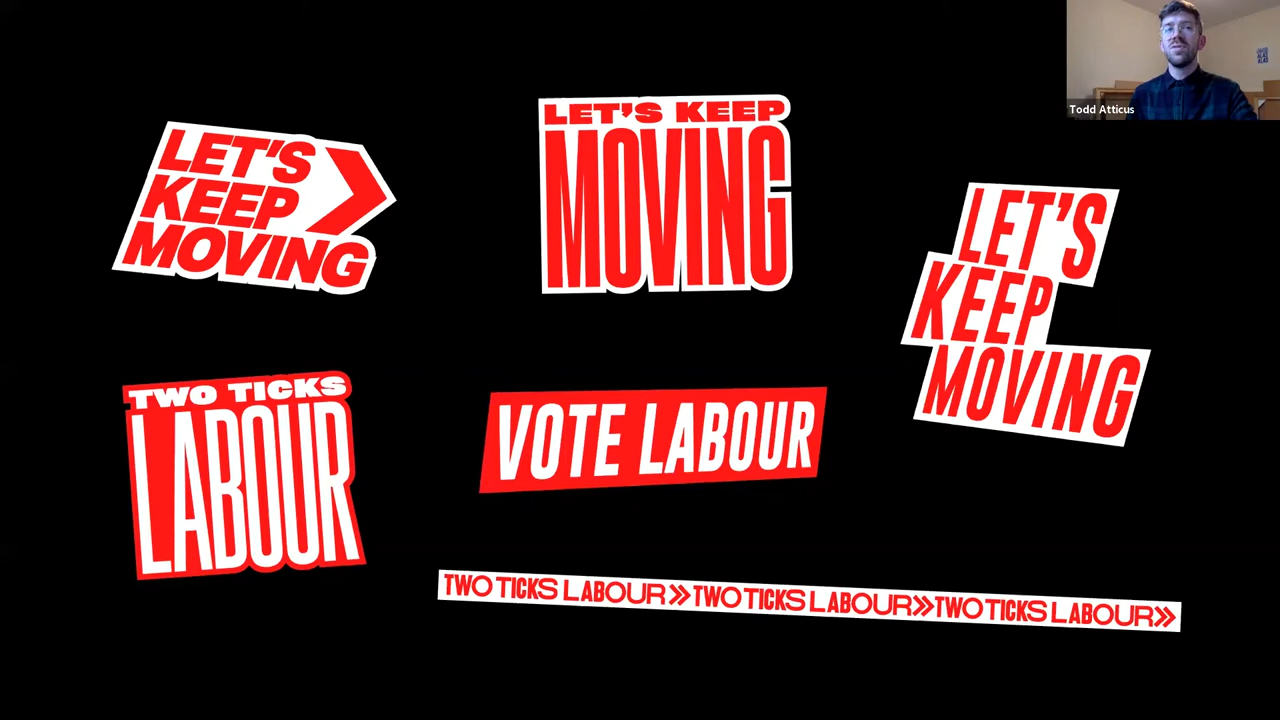 Todd Atticus
LET'S
KEEP
MOVING
LET'S KEEP
MOVING
LET'S
KEEP
MOVING
TWO TICKS
LABOUR
VOTE LABOUR
TWO TICKS LABOUR >> TWO TICKS LABOUR >> TWO TICKS LABOUR >>